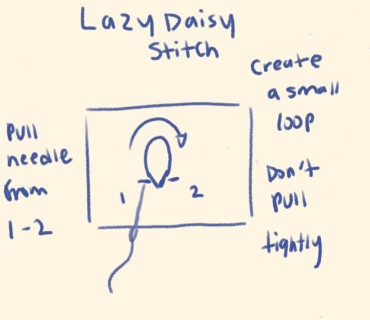 Lazy Daisy
Stitch
Pull
needle
from
1-2
1
2
Create
a small
loop
Don't
pull
tightly